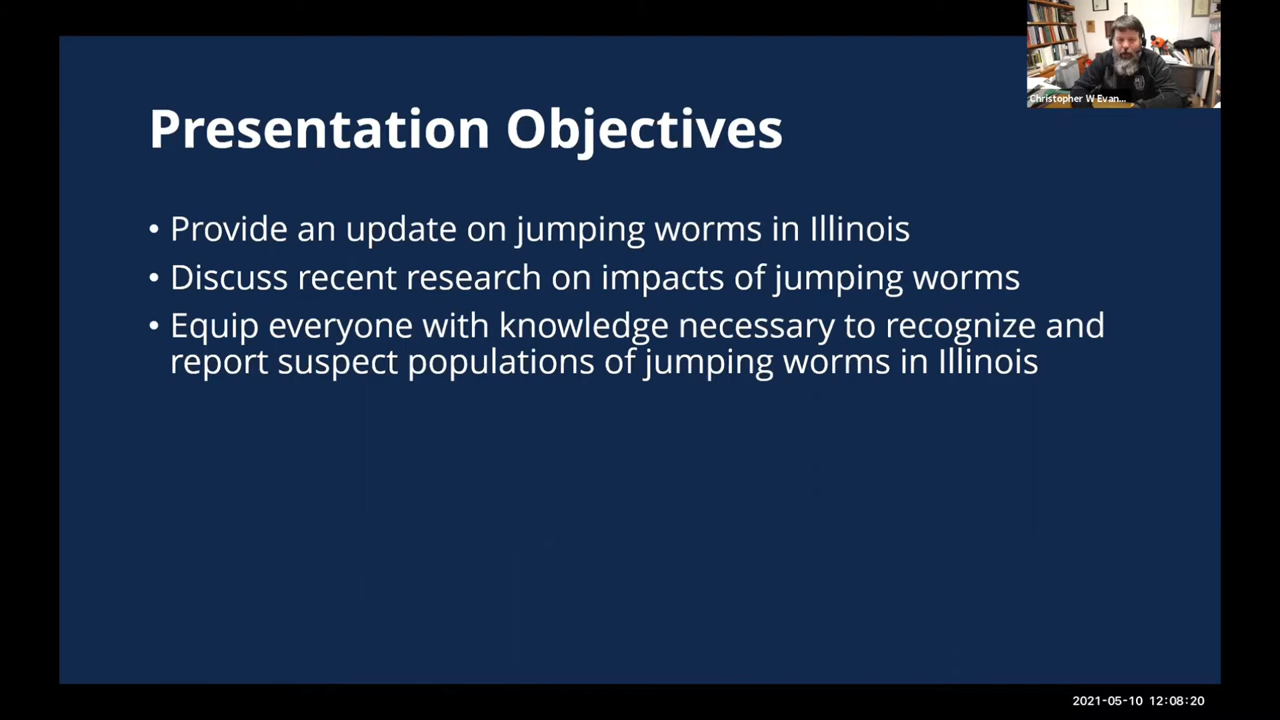 Christopher W Evan...
Presentation Objectives
• Provide an update on jumping worms in Illinois
• Discuss recent research on impacts of jumping worms
• Equip everyone with knowledge necessary to recognize and
report suspect populations of jumping worms in Illinois
2021-05-10 12:08:20